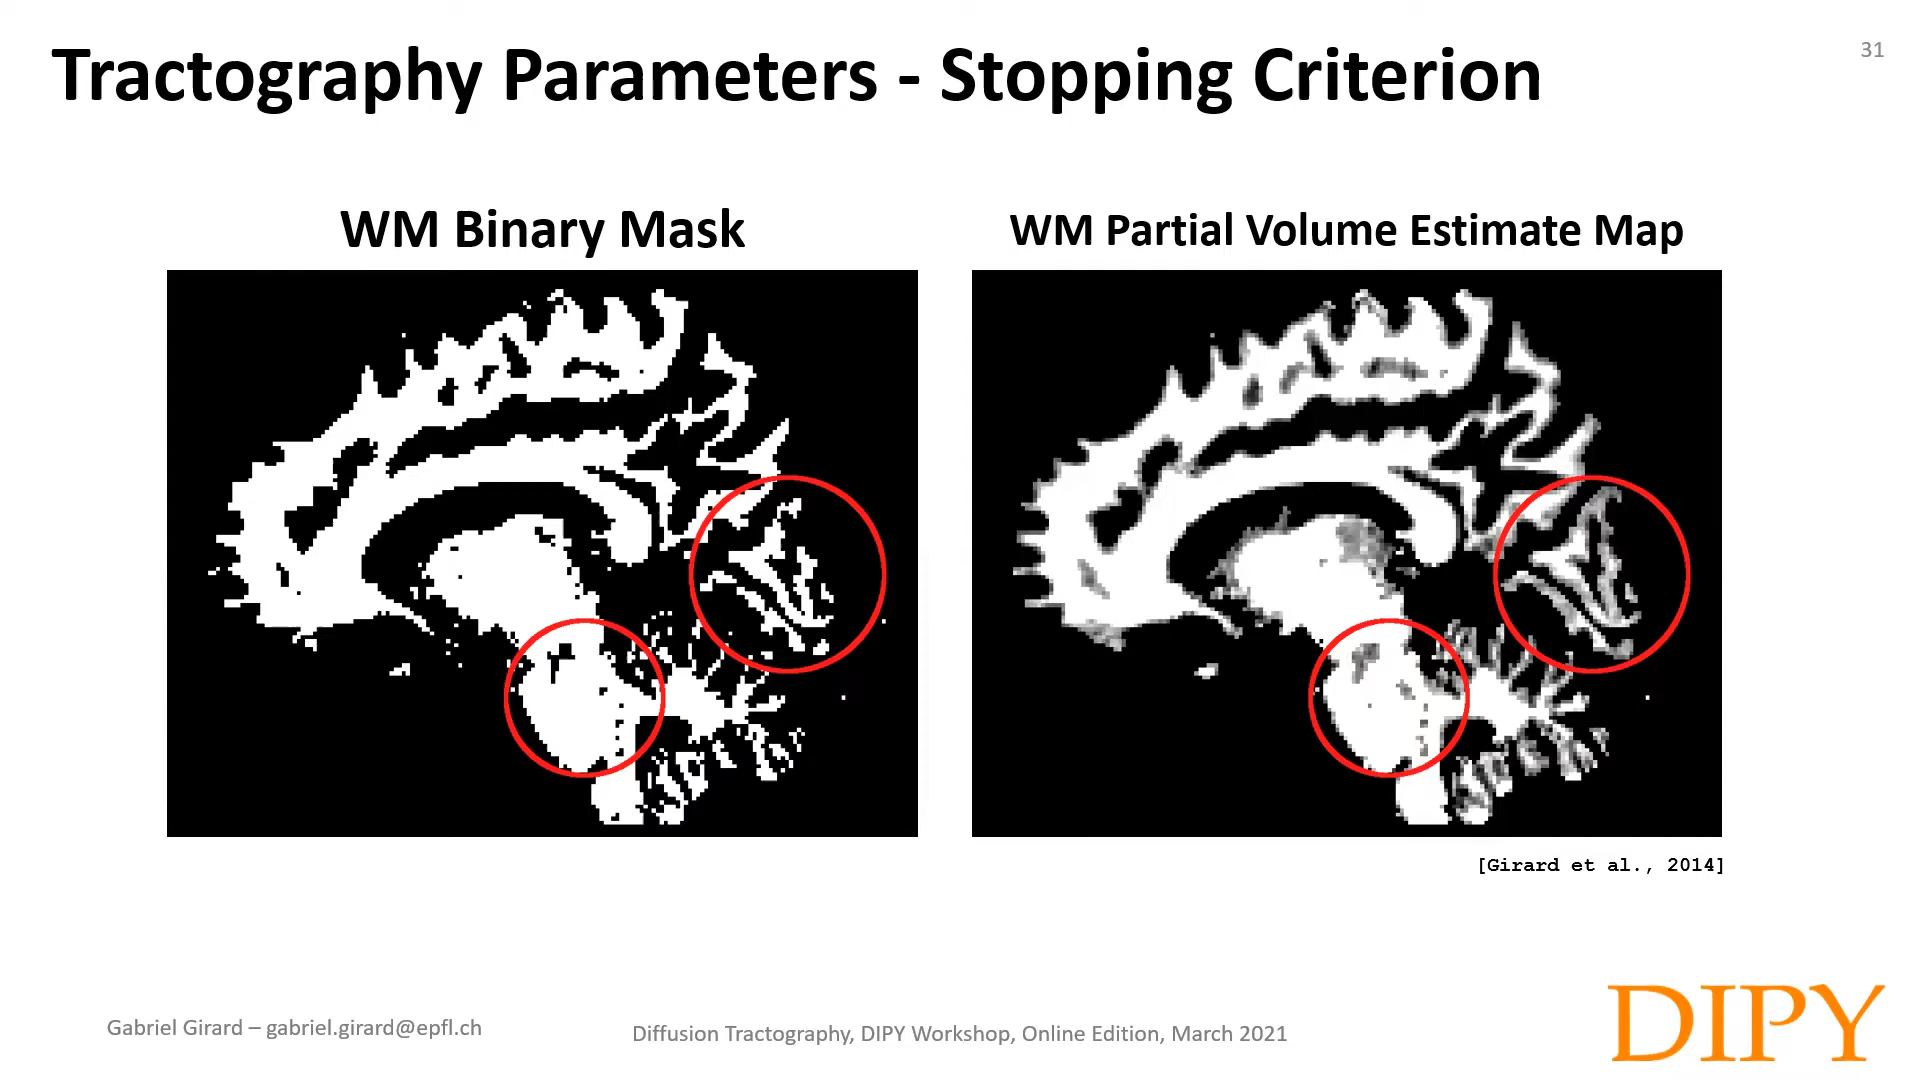 Tractography Parameters - Stopping Criterion
31
WM Binary Mask
WM Partial Volume Estimate Map
[Girard et al., 2014]
Gabriel Girard – gabriel.girard@epfl.ch
Diffusion Tractography, DIPY Workshop, Online Edition, March 2021
DIPY